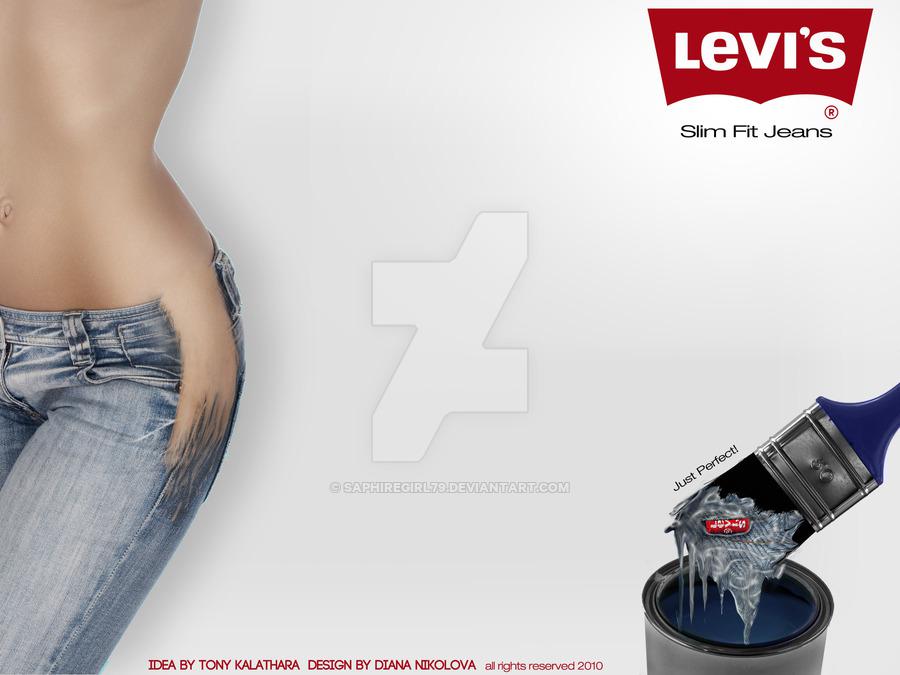 LEVI'S
®
Slim Fit Jeans
Just Perfect!
© SAPHIREGIRL79.DEVIANTART.COM
LEVI'S
IDEA BY TONY KALATHARA DESIGN BY DIANA NIKOLOVA all rights reserved 2010